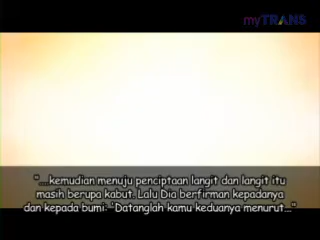 myTRANS
"....kemudian menuju penciptaan langit dan langit itu
masih berupa kabut. Lalu Dia berfirman kepadanya
dan kepada bumi: 'Datanglah kamu keduanya menurut...."